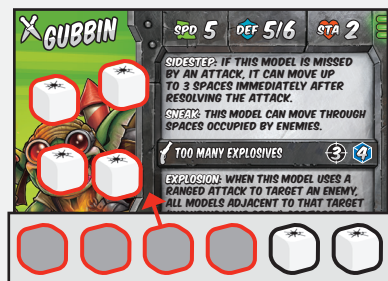 GUBBIN SPD 5 DEF 5/6 STA 2
SIDESTEP: IF THIS MODEL IS MISSED
BY AN ATTACK, IT CAN MOVE UP
TO 3 SPACES IMMEDIATELY AFTER
RESOLVING THE ATTACK.
SNEAK: THIS MODEL CAN MOVE THROUGH
SPACES OCCUPIED BY ENEMIES.
TOO MANY EXPLOSIVES 3 4
EXPLOSION: WHEN THIS MODEL USES A
RANGED ATTACK TO TARGET AN ENEMY,
ALL MODELS ADJACENT TO THAT TARGET